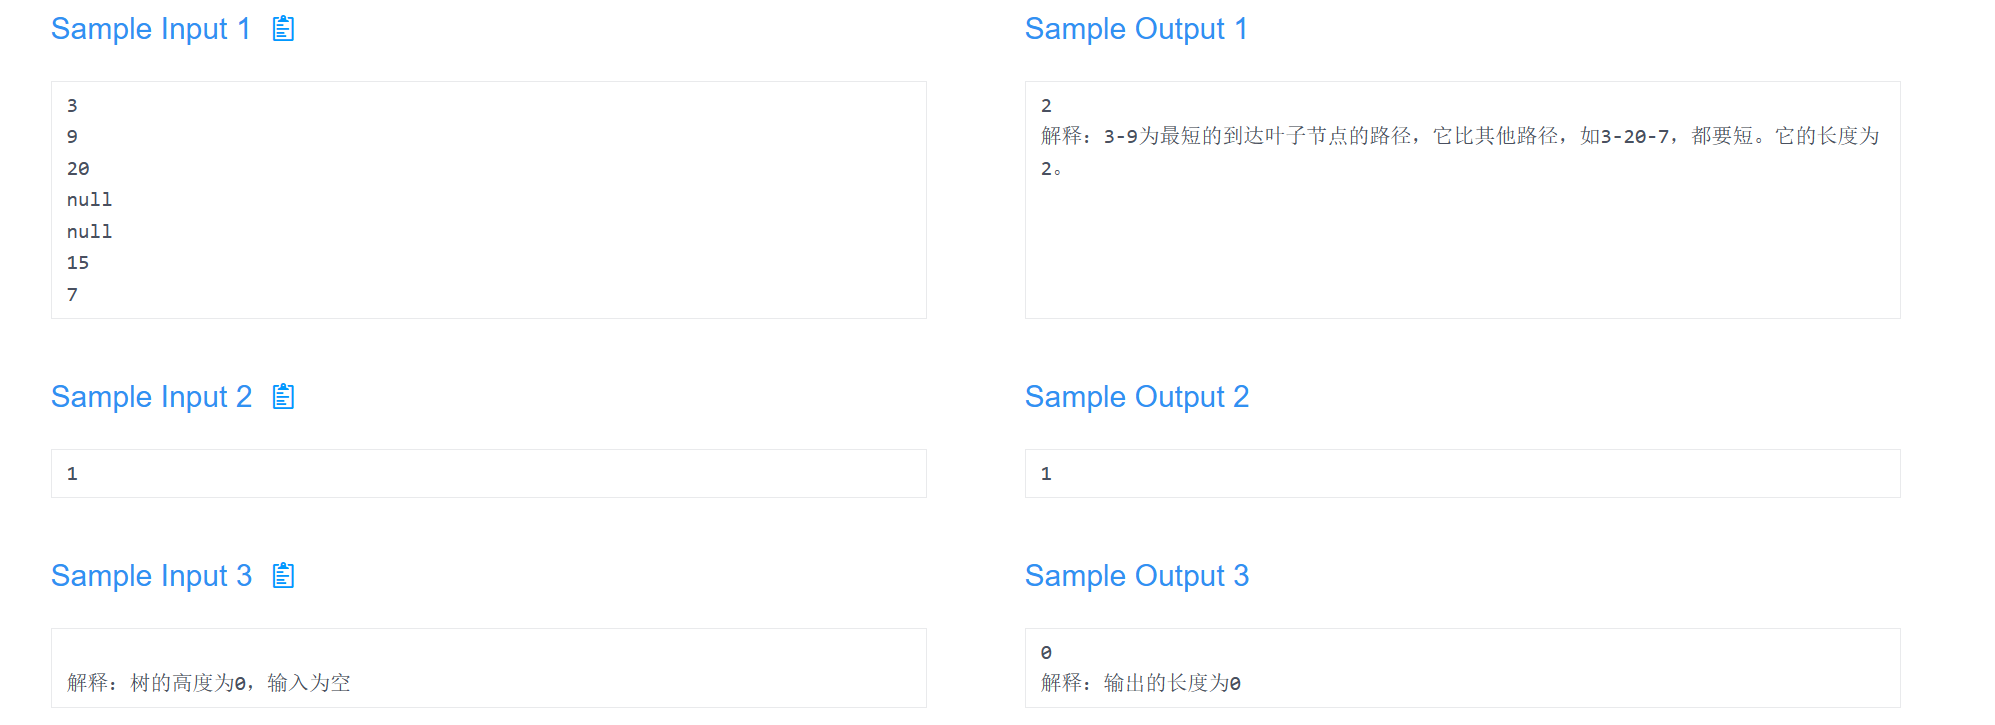 Sample Input 1
3
9
20
null
null
15
7
Sample Output 1
2
解释：3-9为最短的到达叶子节点的路径，它比其他路径，如3-20-7，都要短。它的长度为
2。
Sample Input 2
1
Sample Output 2
1
Sample Input 3
解释：树的高度为0，输入为空
Sample Output 3
0
解释：输出的长度为0